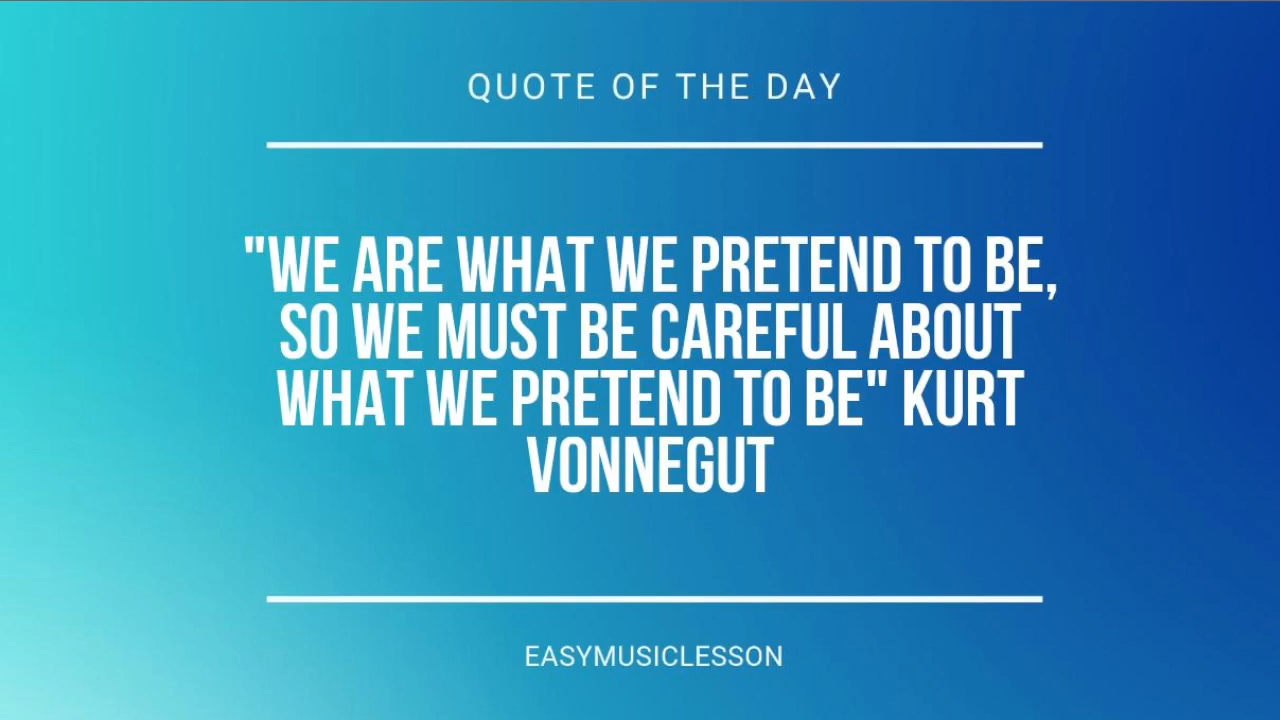 QUOTE OF THE DAY
"WE ARE WHAT WE PRETEND TO BE,
SO WE MUST BE CAREFUL ABOUT
WHAT WE PRETEND TO BE" KURT
VONNEGUT
EASYMUSICLESSON